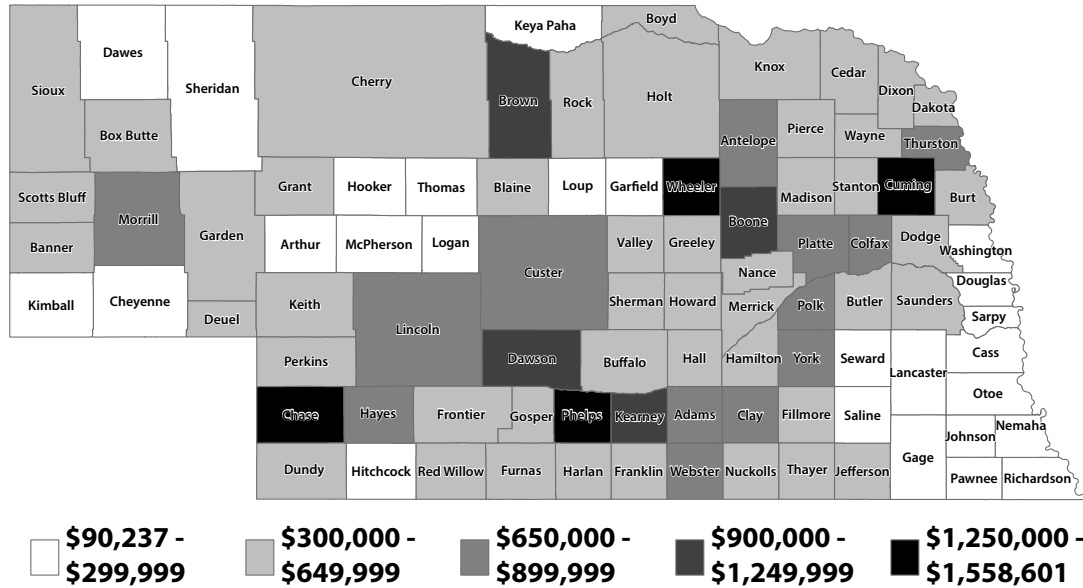 Boyd
Keya Paha
Dawes
Knox
Cedar
Cherry
Sheridan
Sioux
Dixon
Holt
Brown
Rock
Dakota
Pierce
Box Butte
Wayne
Antelope
Thurston
Grant
Hooker
Thomas
Blaine
Loup
Garfield
Wheeler
Stanton
Cuming
Scotts Bluff
Madison
Burt
Morrill
Boone
Garden
Dodge
Banner
Arthur
McPherson
Logan
Valley
Greeley
Platte
Colfax
Washington
Custer
Nance
Douglas
Kimball
Cheyenne
Keith
Sherman
Howard
Merrick
Polk
Butler
Saunders
Sarpy
Deuel
Lincoln
Cass
Perkins
Dawson
Buffalo
Hall
Hamilton
York
Seward
Lancaster
Otoe
Chase
Hayes
Frontier
Gosper
Phelps
Kearney
Adams
Clay
Fillmore
Saline
Nemaha
Johnson
Gage
Dundy
Hitchcock
Red Willow
Furnas
Harlan
Franklin
Webster
Nuckolls
Thayer
Jefferson
Pawnee
Richardson
$90,237 -
$299,999
$300,000 -
$649,999
$650,000 -
$899,999
$900,000 -
$1,249,999
$1,250,000 -
$1,558,601